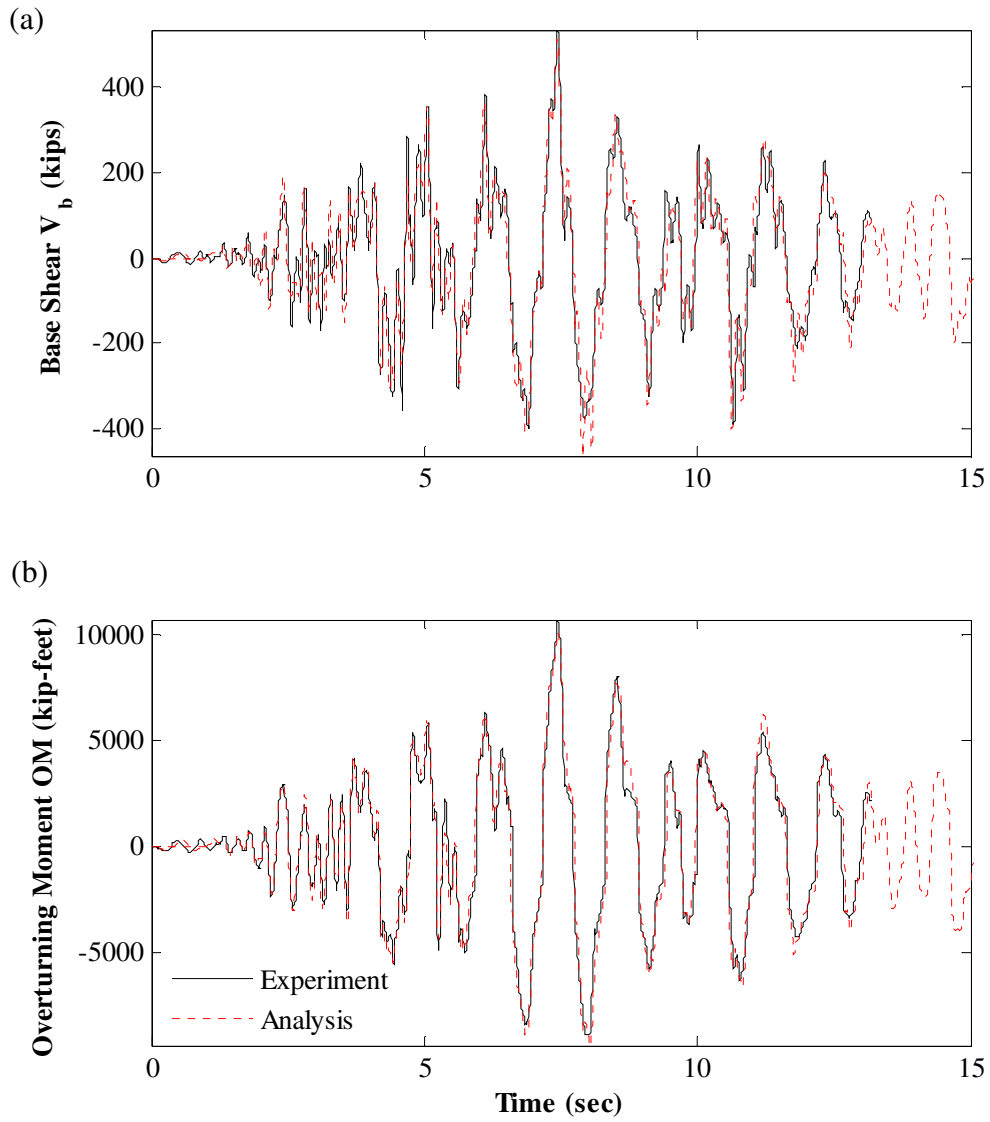 (a)
Base Shear V_b (kips)
400
200
0
-200
-400
0
5
10
15
(b)
Overturning Moment OM (kip-feet)
10000
5000
0
-5000
Experiment
Analysis
0
5
10
15
Time (sec)